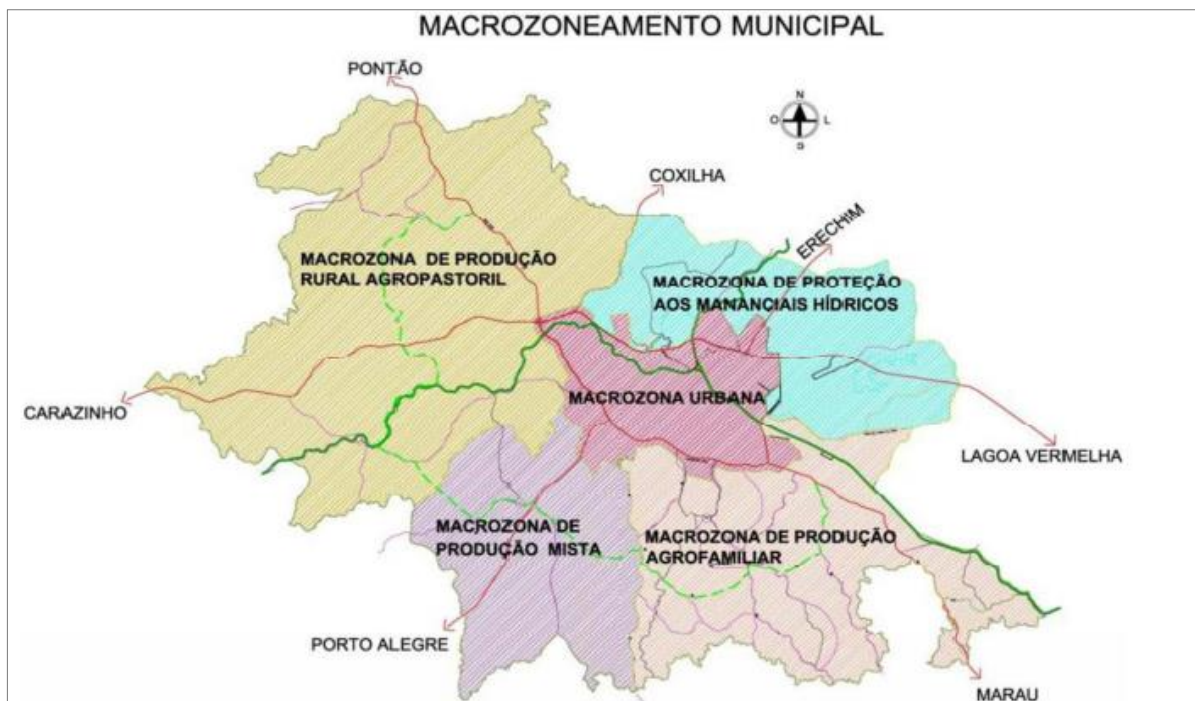 MACROZONEAMENTO MUNICIPAL
PONTÃO
N
O
L
S
COXILHA
ERECHIM
MACROZONA DE PRODUÇÃO
RURAL AGROPASTORIL
MACROZONA DE PROTEÇÃO
AOS MANANCIAIS HÍDRICOS
MACROZONA URBANA
CARAZINHO
LAGOA VERMELHA
MACROZONA DE
PRODUÇÃO MISTA
MACROZONA DE PRODUÇÃO
AGROFAMILIAR
PORTO ALEGRE
MARAU